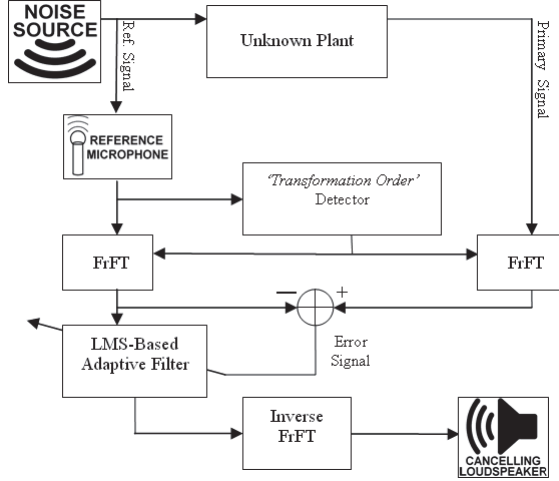 NOISE
SOURCE
Ref. Signal
Unknown Plant
Primary Signal
REFERENCE
MICROPHONE
'Transformation Order'
Detector
FrFT
FrFT
− +
LMS-Based
Adaptive Filter
Error
Signal
Inverse
FrFT
CANCELLING
LOUDSPEAKER